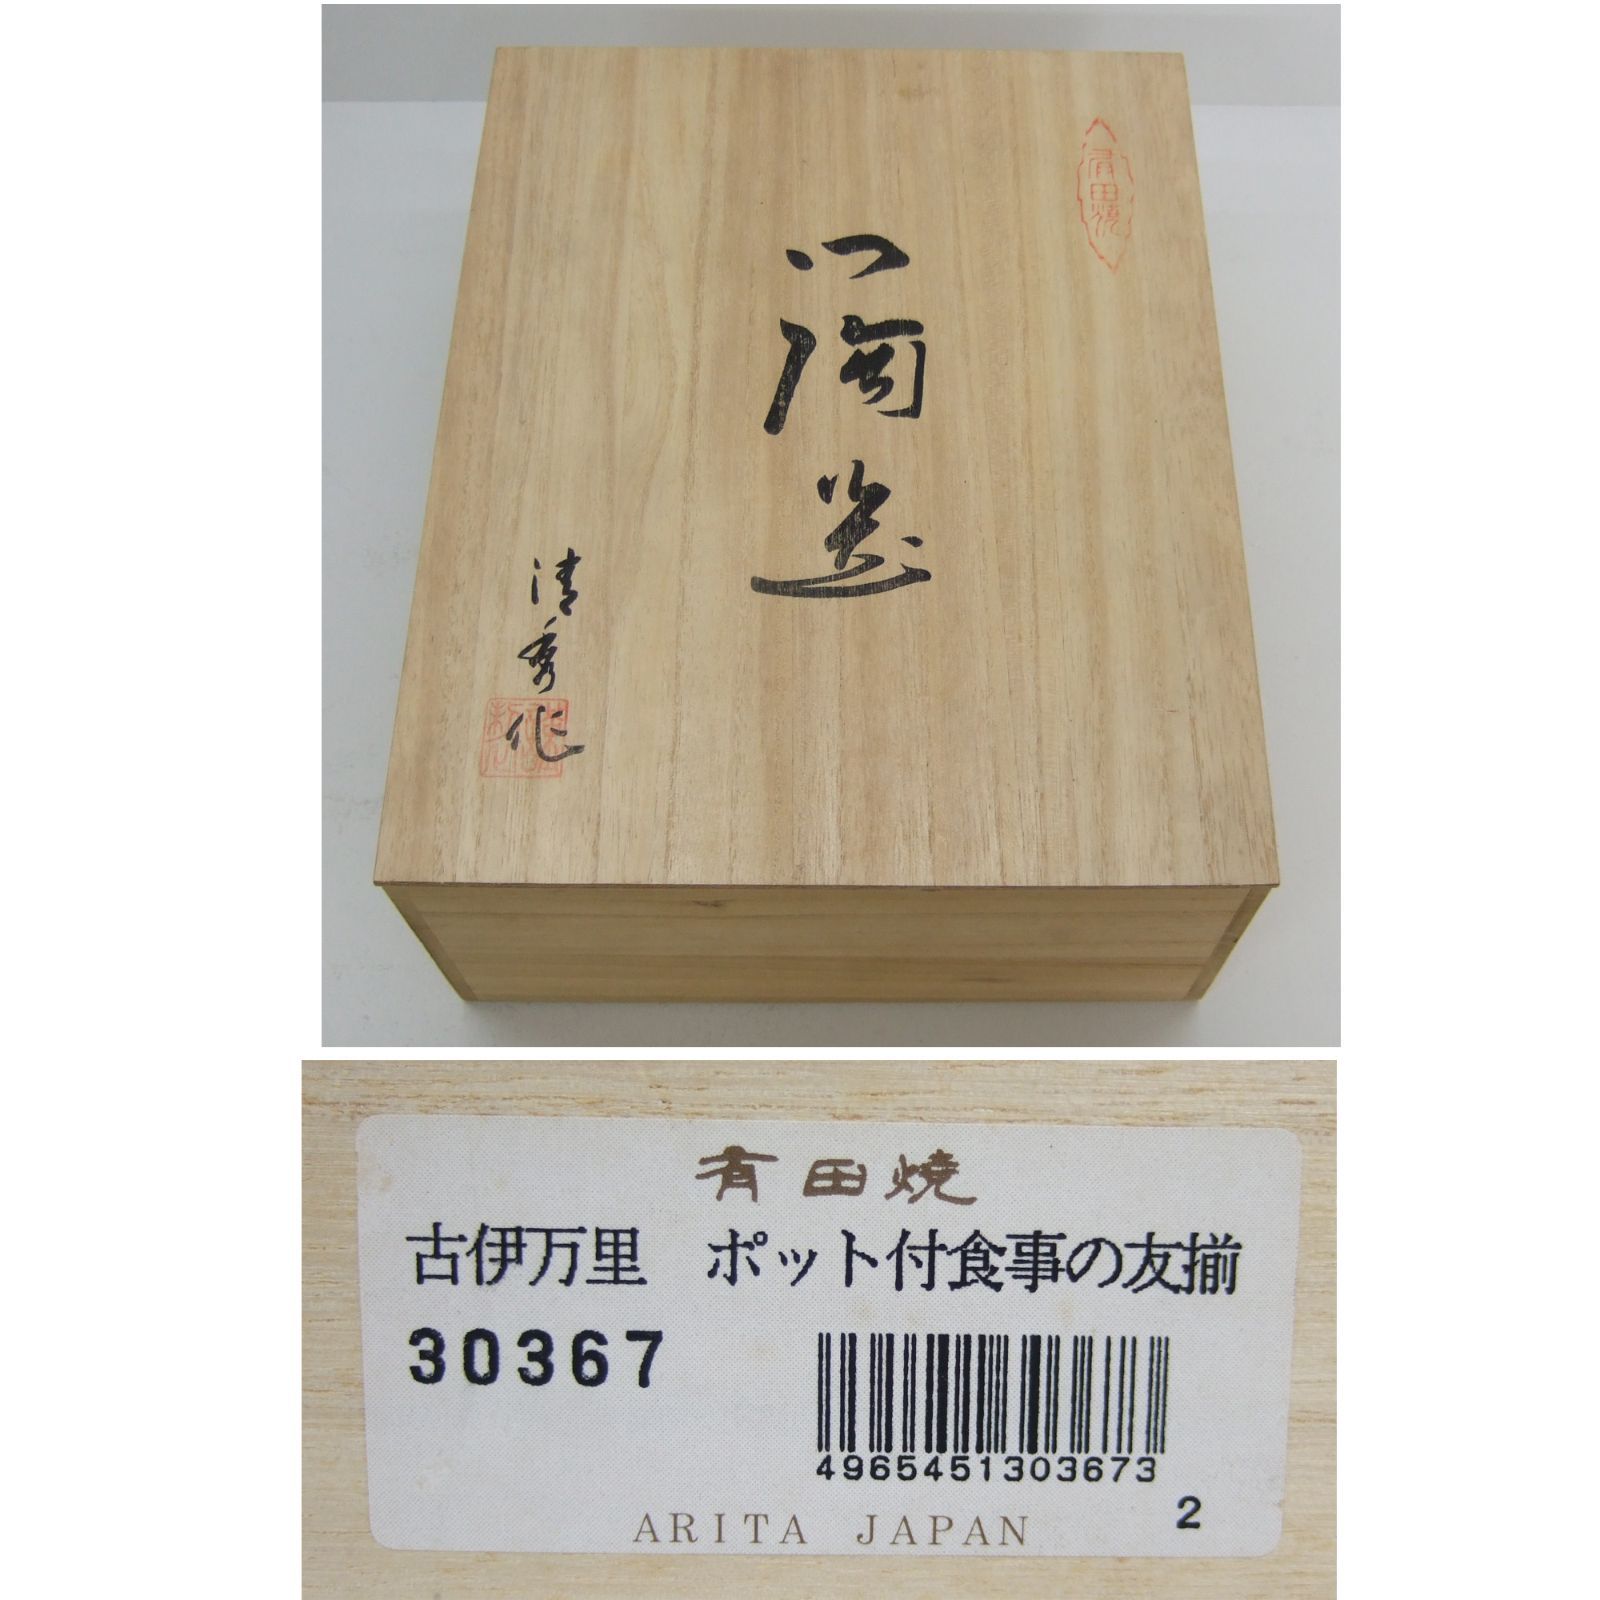 有田焼
陶
清秀作
有田焼
古伊万里 ポット付食事の友揃
30367
4965451303673
2
ARITA JAPAN